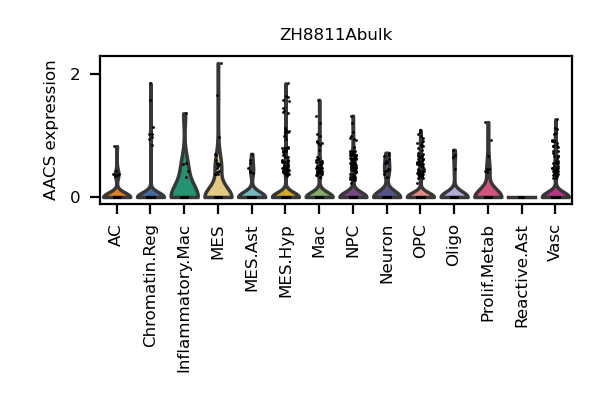 ZH8811Abulk
AACS expression
2
0
AC
Chromatin.Reg
Inflammatory.Mac
MES
MES.Ast
MES.Hyp
Mac
NPC
Neuron
OPC
Oligo
Prolif.Metab
Reactive.Ast
Vasc